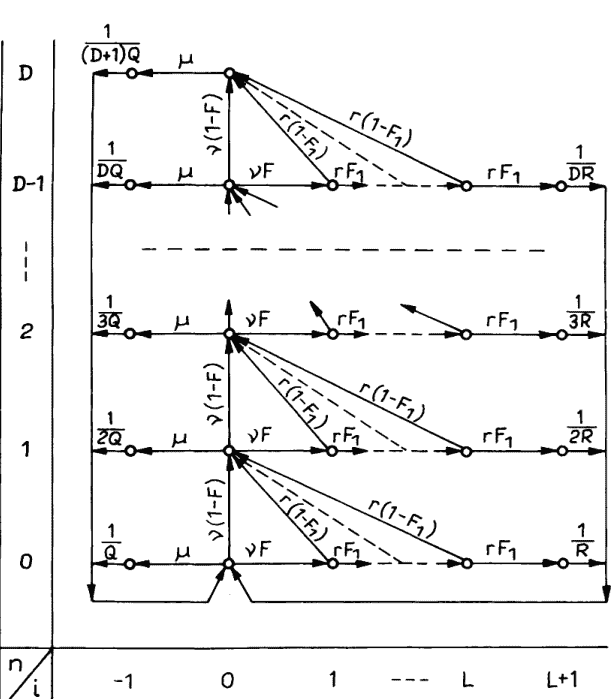 1/(D+1)Q μ
D
ν(1-F) r(1-F₁) r(1-F₁)
1/DQ μ νF rF₁ rF₁ 1/DR
D-1
1/3Q μ rF₁ rF₁ 1/3R
2
ν(1-F) r(1-F₁) r(1-F₁)
1/2Q μ νF rF₁ rF₁ 1/2R
1
ν(1-F) r(1-F₁) r(1-F₁)
1/Q μ νF rF₁ rF₁ 1/R
0
n/i -1 0 1 --- L L+1